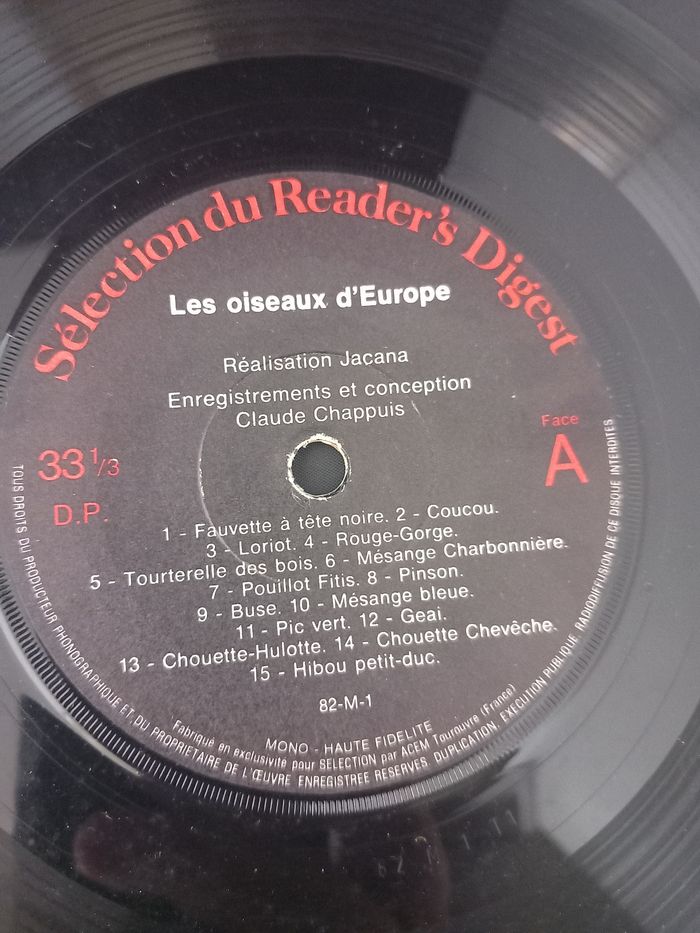 Sélection du Reader's Digest
Les oiseaux d'Europe
Réalisation Jacana
Enregistrements et conception
Claude Chappuis
33 1/3
D.P.
Face
A
1 - Fauvette à tête noire. 2 - Coucou.
3 - Loriot. 4 - Rouge-Gorge.
5 - Tourterelle des bois. 6 - Mésange Charbonnière.
7 - Pouillot Fitis. 8 - Pinson.
9 - Buse. 10 - Mésange bleue.
11 - Pic vert. 12 - Geai.
13 - Chouette-Hulotte. 14 - Chouette Chevêche.
15 - Hibou petit-duc.
82-M-1
MONO - HAUTE FIDELITE
Fabriqué en exclusivité pour SELECTION par ACEM Tourouvre (France)
TOUS DROITS DU PRODUCTEUR PHONOGRAPHIQUE ET DU PROPRIETAIRE DE L'ŒUVRE ENREGISTREE RESERVES. DUPLICATION, EXECUTION PUBLIQUE, RADIODIFFUSION DE CE DISQUE INTERDITES